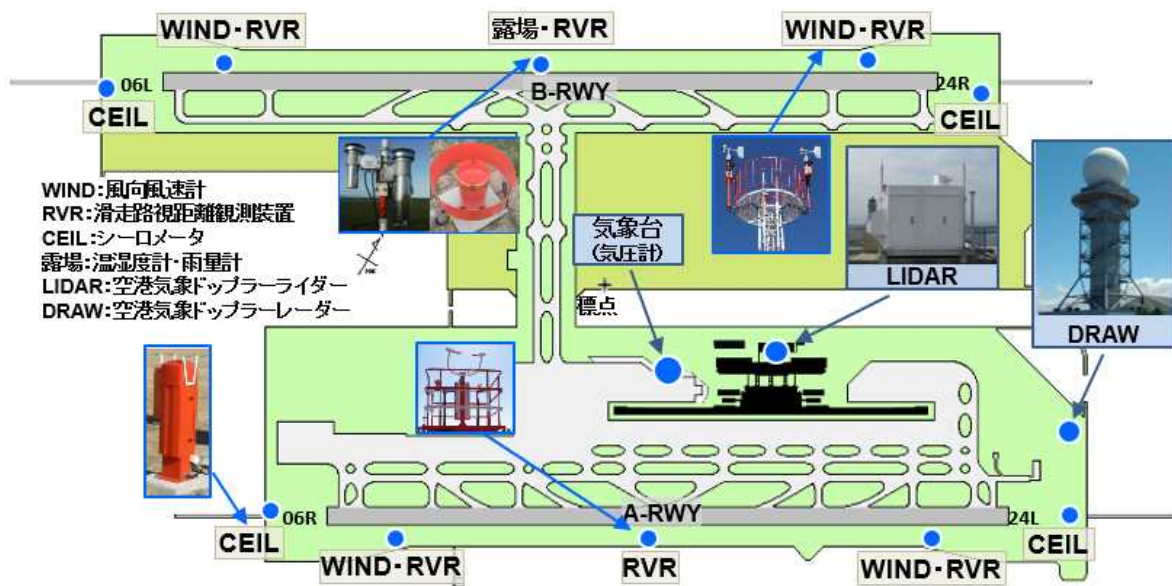 WIND・RVR
露場・RVR
WIND・RVR
06L
B-RWY
24R
CEIL
CEIL
WIND:風向風速計
RVR:滑走路視距離観測装置
CEIL:シーロメータ
露場:温湿度計・雨量計
LIDAR:空港気象ドップラーライダー
DRAW:空港気象ドップラーレーダー
気象台
(気圧計)
LIDAR
標点
DRAW
06R
A-RWY
24L
CEIL
WIND・RVR
RVR
WIND・RVR
CEIL